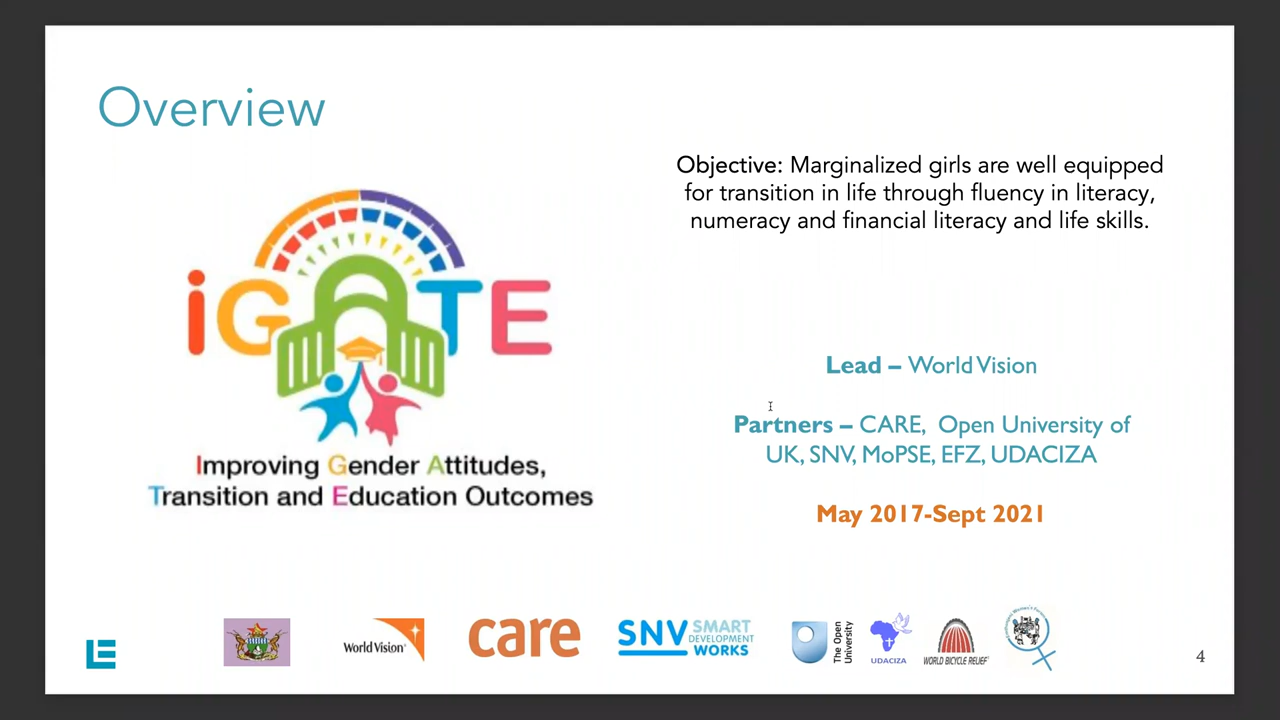 Overview
Objective: Marginalized girls are well equipped
for transition in life through fluency in literacy,
numeracy and financial literacy and life skills.
iGATE
Improving Gender Attitudes,
Transition and Education Outcomes
Lead – World Vision
Partners – CARE, Open University of
UK, SNV, MoPSE, EFZ, UDACIZA
May 2017-Sept 2021
World Vision
care
SNV SMART
DEVELOPMENT
WORKS
The Open
University
UDACIZA
WORLD BICYCLE RELIEF
4